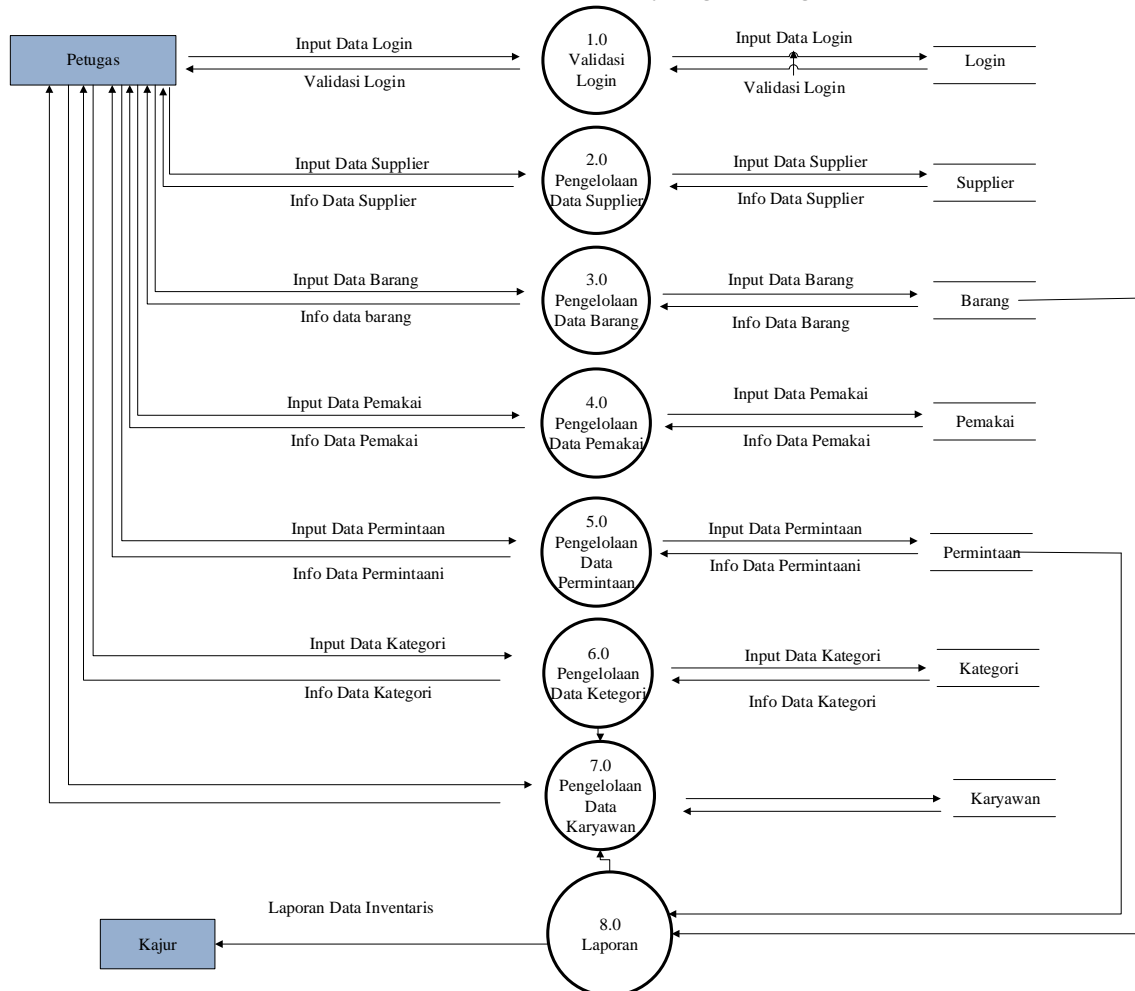 Petugas
Input Data Login
Validasi Login
1.0
Validasi
Login
Input Data Login
Validasi Login
Login
Input Data Supplier
Info Data Supplier
2.0
Pengelolaan
Data Supplier
Input Data Supplier
Info Data Supplier
Supplier
Input Data Barang
Info data barang
3.0
Pengelolaan
Data Barang
Input Data Barang
Info Data Barang
Barang
Input Data Pemakai
Info Data Pemakai
4.0
Pengelolaan
Data Pemakai
Input Data Pemakai
Info Data Pemakai
Pemakai
Input Data Permintaan
Info Data Permintaani
5.0
Pengelolaan
Data
Permintaan
Input Data Permintaan
Info Data Permintaani
Permintaan
Input Data Kategori
Info Data Kategori
6.0
Pengelolaan
Data Ketegori
Input Data Kategori
Info Data Kategori
Kategori
7.0
Pengelolaan
Data
Karyawan
Karyawan
Laporan Data Inventaris
Kajur
8.0
Laporan